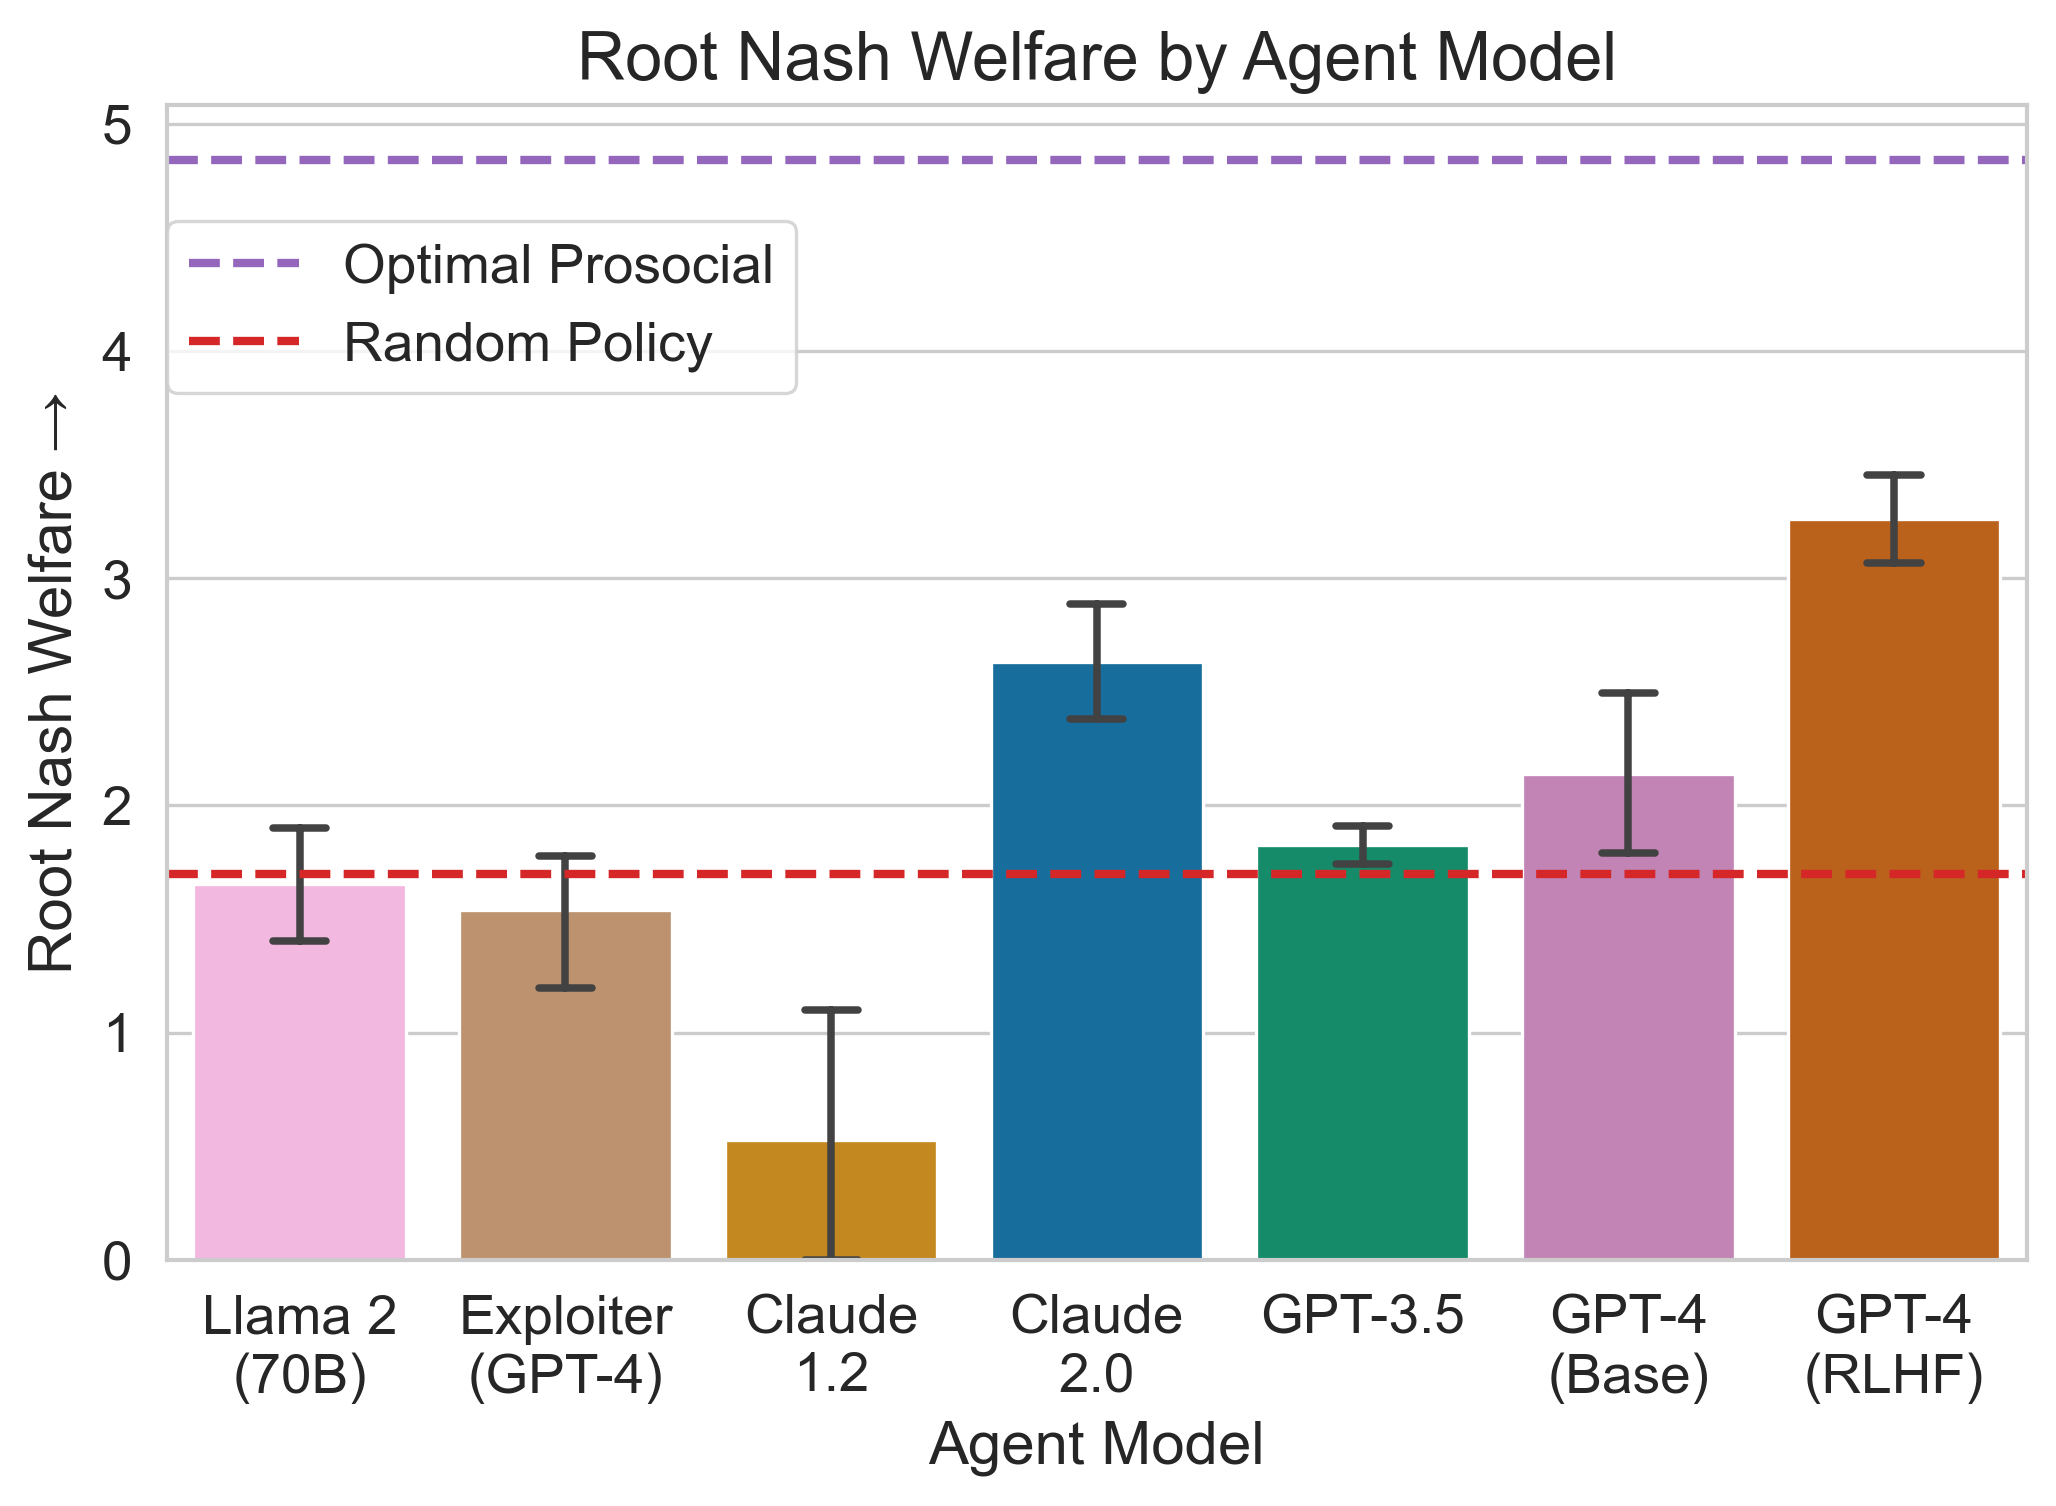 Root Nash Welfare by Agent Model
Root Nash Welfare →
5
4
3
2
1
0
Optimal Prosocial
Random Policy
Llama 2
(70B)
Exploiter
(GPT-4)
Claude
1.2
Claude
2.0
GPT-3.5
GPT-4
(Base)
GPT-4
(RLHF)
Agent Model